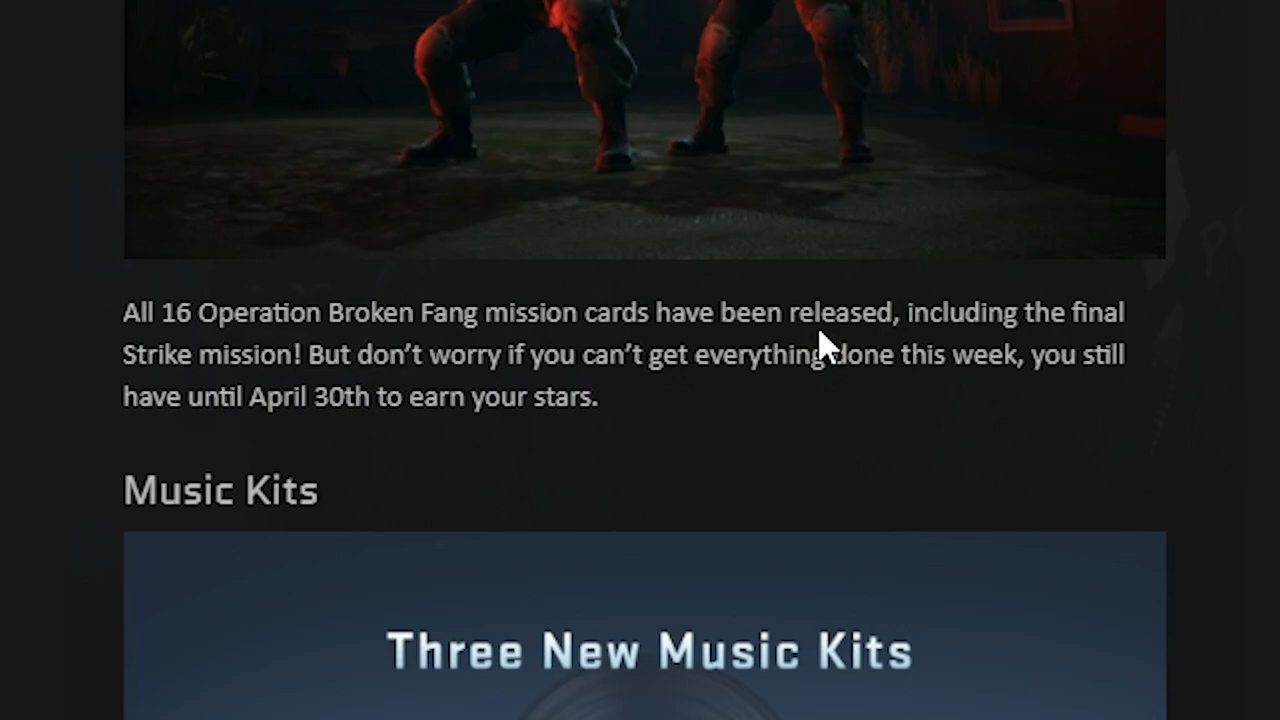 All 16 Operation Broken Fang mission cards have been released, including the final
Strike mission! But don’t worry if you can’t get everything done this week, you still
have until April 30th to earn your stars.
Music Kits
Three New Music Kits